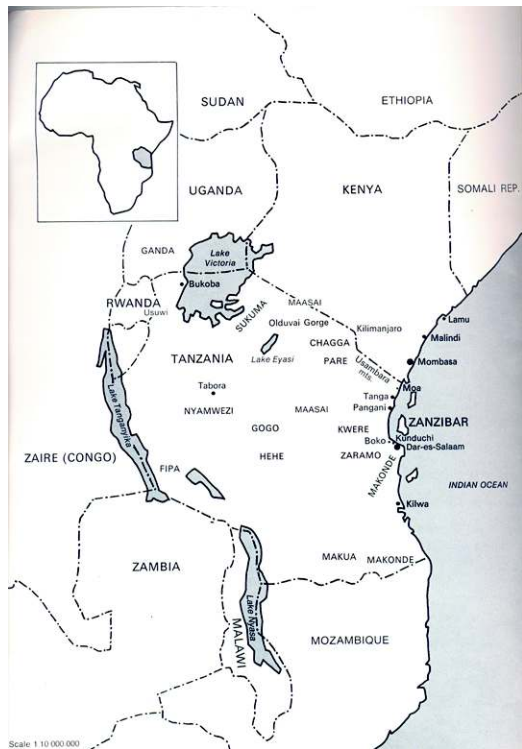 SUDAN
ETHIOPIA
UGANDA
KENYA
SOMALI REP.
GANDA
Lake
Victoria
Bukoba
RWANDA
Usuwi
SUKUMA
MAASAI
Olduvai Gorge
Kilimanjaro
Lamu
Malindi
CHAGGA
TANZANIA
Lake Eyasi
PARE
Usambara
mts.
Mombasa
Moa
Tabora
Tanga
NYAMWEZI
MAASAI
Pangani
ZANZIBAR
Lake Tanganyika
GOGO
KWERE
Boko
Kunduchi
Dar-es-Salaam
ZAIRE (CONGO)
FIPA
HEHE
ZARAMO
MAKONDE
INDIAN OCEAN
Kilwa
MAKUA
MAKONDE
ZAMBIA
Lake Nyasa
MALAWI
MOZAMBIQUE
Scale 1:10 000 000